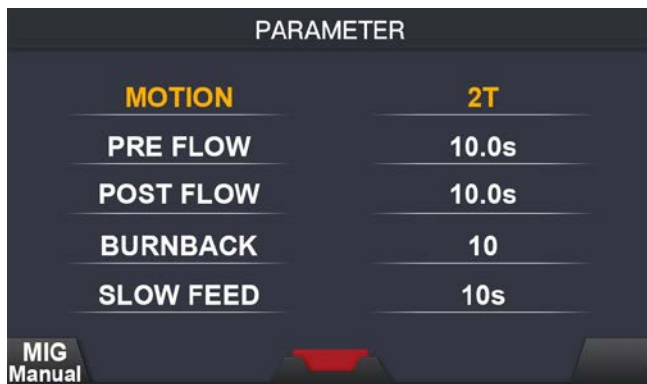 PARAMETER
MOTION 2T
PRE FLOW 10.0s
POST FLOW 10.0s
BURNBACK 10
SLOW FEED 10s
MIG
Manual